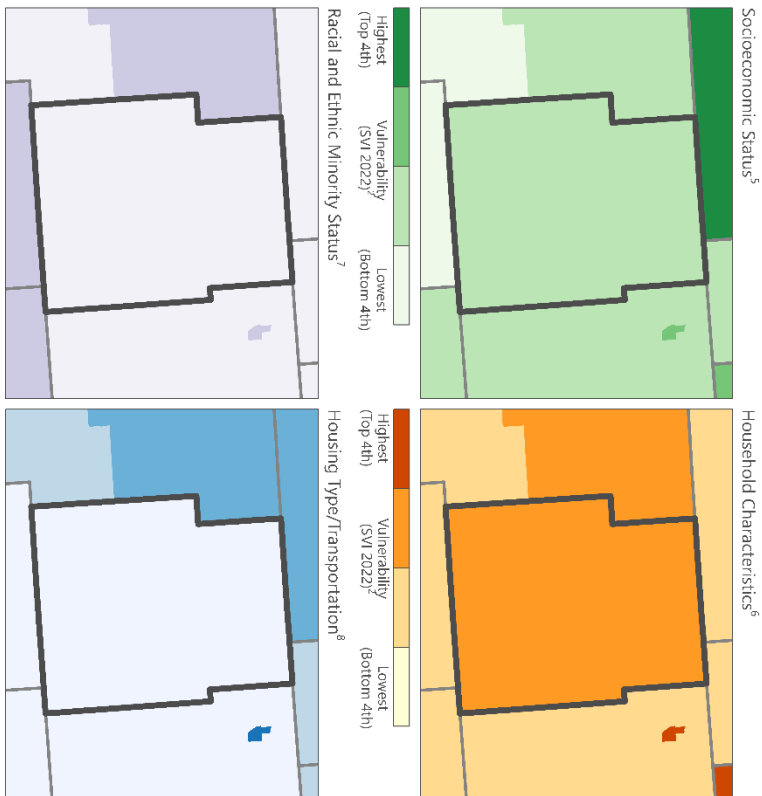 Socioeconomic Status⁵
Household Characteristics⁶
Highest
(Top 4th)
Vulnerability
(SVI 2022)²
Lowest
(Bottom 4th)
Highest
(Top 4th)
Vulnerability
(SVI 2022)²
Lowest
(Bottom 4th)
Racial and Ethnic Minority Status⁷
Housing Type/Transportation⁸